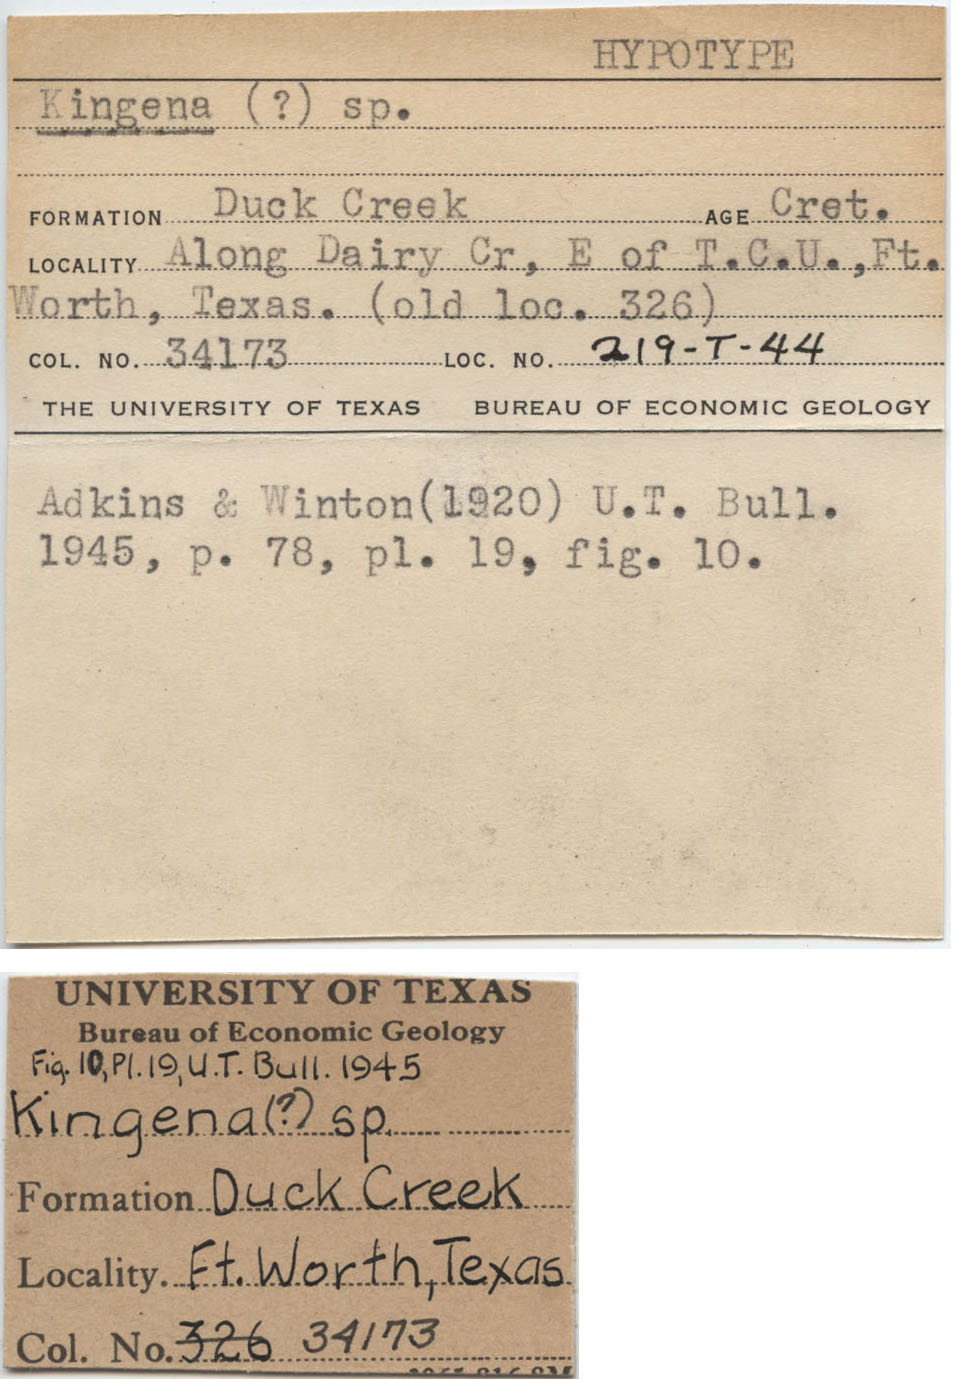 HYPOTYPE
Kingena (?) sp.
FORMATION Duck Creek AGE Cret.
LOCALITY Along Dairy Cr, E of T.C.U., Ft.
Worth, Texas. (old loc. 326)
COL. NO. 34173 LOC. NO. 219-T-44
THE UNIVERSITY OF TEXAS BUREAU OF ECONOMIC GEOLOGY
Adkins & Winton(1920) U.T. Bull.
1945, p. 78, pl. 19, fig. 10.
UNIVERSITY OF TEXAS
Bureau of Economic Geology
Fig. 10, Pl. 19, U.T. Bull. 1945
Kingena(?) sp.
Formation Duck Creek
Locality. Ft. Worth, Texas
Col. No. 326 34173